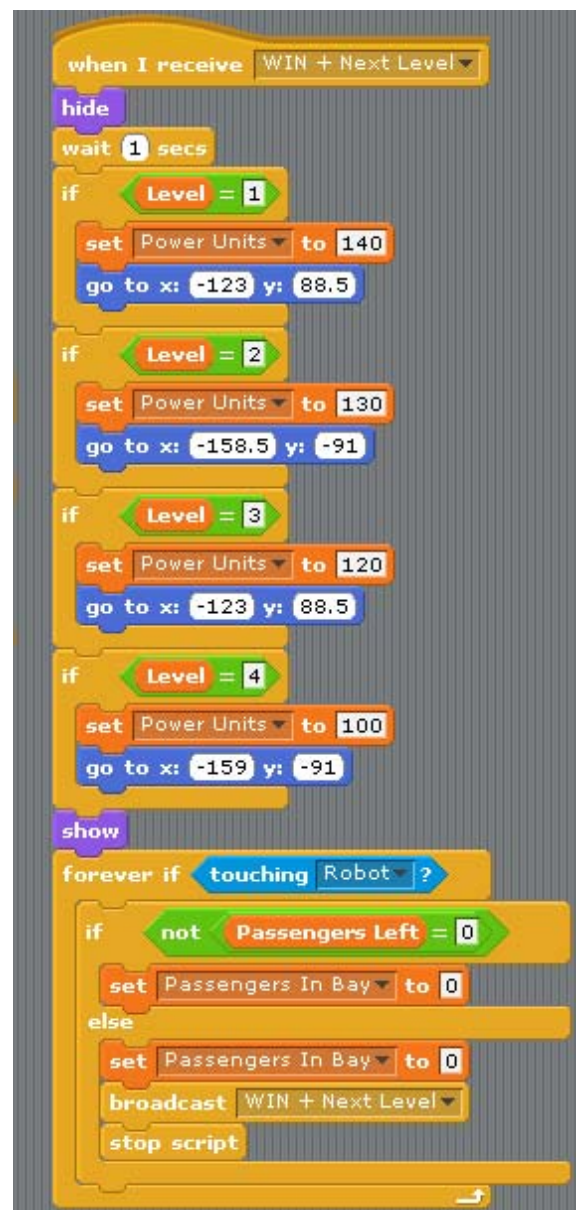 when I receive WIN + Next Level
hide
wait 1 secs
if Level = 1
set Power Units to 140
go to x: -123 y: 88.5
if Level = 2
set Power Units to 130
go to x: -158.5 y: -91
if Level = 3
set Power Units to 120
go to x: -123 y: 88.5
if Level = 4
set Power Units to 100
go to x: -159 y: -91
show
forever if touching Robot ?
if not Passengers Left = 0
set Passengers In Bay to 0
else
set Passengers In Bay to 0
broadcast WIN + Next Level
stop script